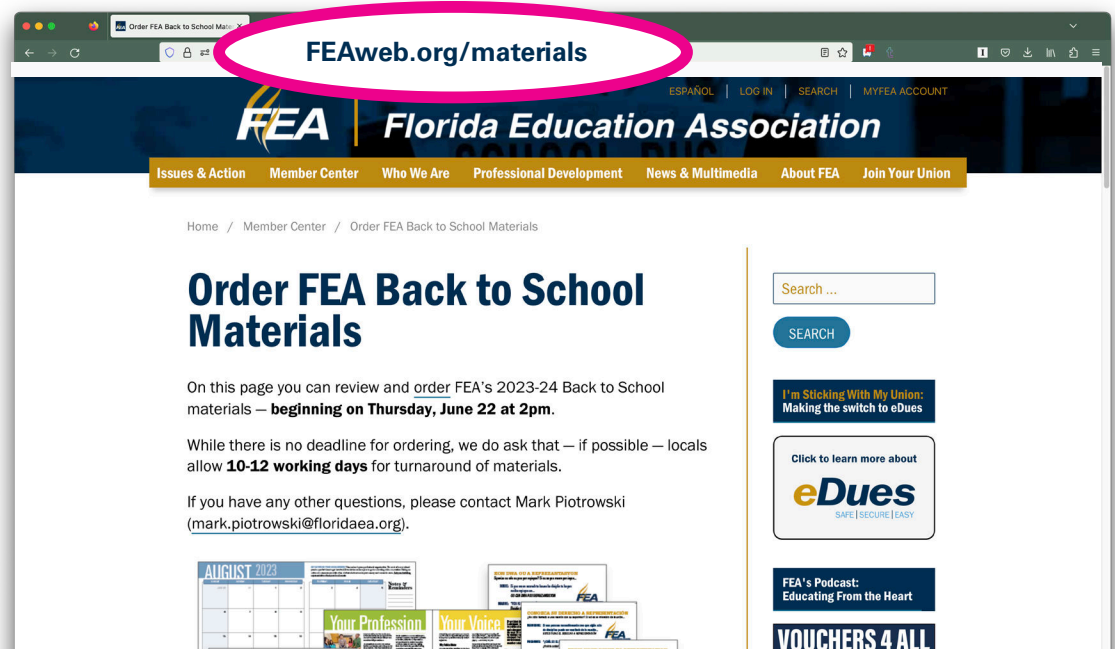 Order FEA Back to School Mate
FEAweb.org/materials
ESPAÑOL | LOG IN | SEARCH | MYFEA ACCOUNT
FEA | Florida Education Association
Issues & Action Member Center Who We Are Professional Development News & Multimedia About FEA Join Your Union
Home / Member Center / Order FEA Back to School Materials
Order FEA Back to School
Materials
On this page you can review and order FEA's 2023-24 Back to School
materials — beginning on Thursday, June 22 at 2pm.
While there is no deadline for ordering, we do ask that — if possible — locals
allow 10-12 working days for turnaround of materials.
If you have any other questions, please contact Mark Piotrowski
(mark.piotrowski@floridaea.org).
AUGUST 2023
Notes &
Reminders
Your Profession
Your Voice
FEA
FEA
Search ...
SEARCH
I'm Sticking With My Union:
Making the switch to eDues
Click to learn more about
eDues
SAFE | SECURE | EASY
FEA's Podcast:
Educating From the Heart
VOUCHERS 4 ALL